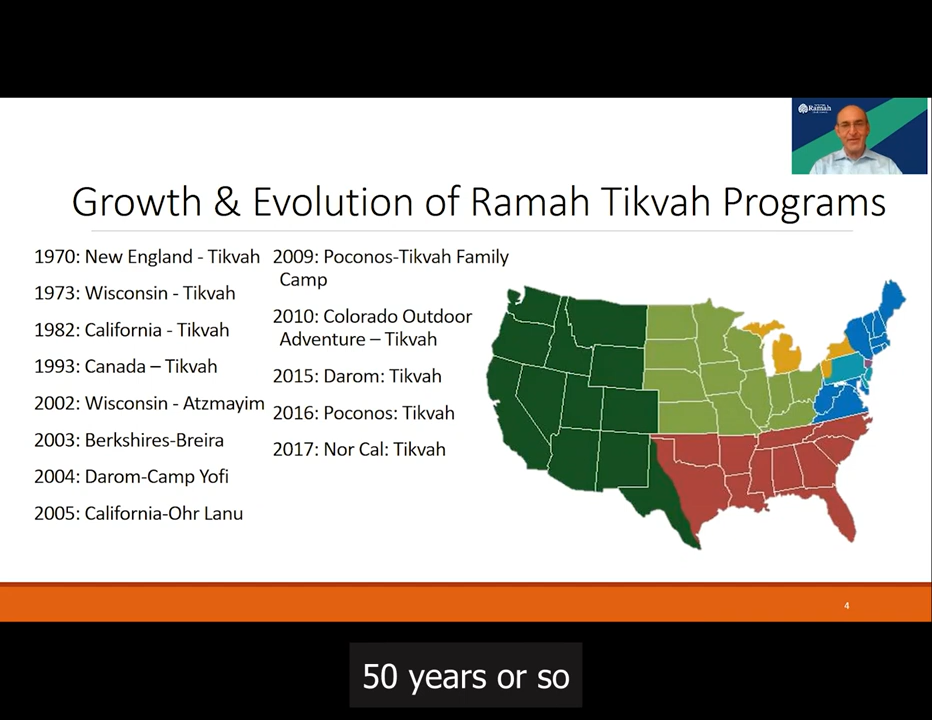 Ramah
Growth & Evolution of Ramah Tikvah Programs
1970: New England - Tikvah
1973: Wisconsin - Tikvah
1982: California - Tikvah
1993: Canada – Tikvah
2002: Wisconsin - Atzmayim
2003: Berkshires-Breira
2004: Darom-Camp Yofi
2005: California-Ohr Lanu
2009: Poconos-Tikvah Family
Camp
2010: Colorado Outdoor
Adventure – Tikvah
2015: Darom: Tikvah
2016: Poconos: Tikvah
2017: Nor Cal: Tikvah
4
50 years or so